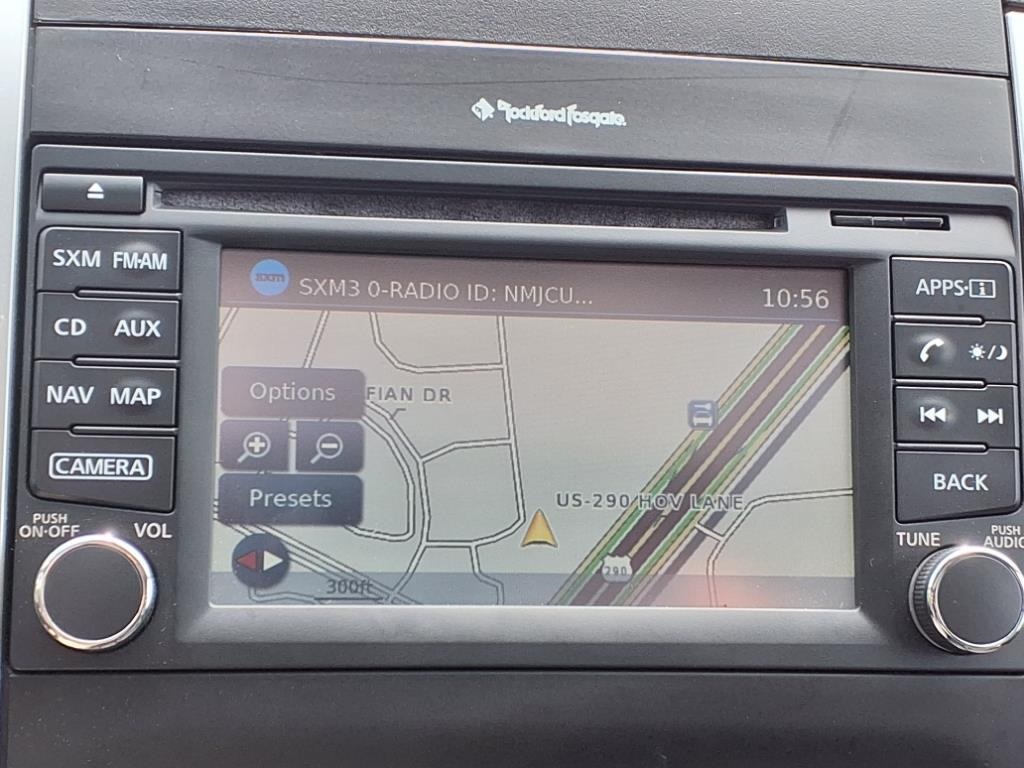 Rockford Fosgate
SXM FM·AM
CD AUX
NAV MAP
CAMERA
PUSH
ON·OFF
VOL
sxm
SXM3 0-RADIO ID: NMJCU...
10:56
Options
FIAN DR
Presets
US-290 HOV LANE
290
300ft
APPS·i
BACK
TUNE
PUSH
AUDIO